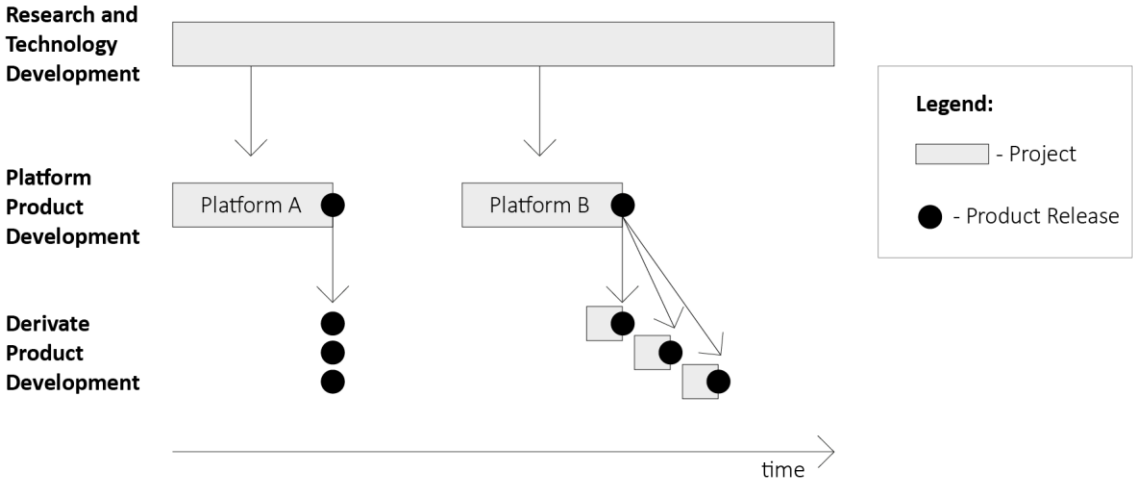 Research and
Technology
Development
Legend:
- Project
- Product Release
Platform
Product
Development
Platform A
Platform B
Derivate
Product
Development
time